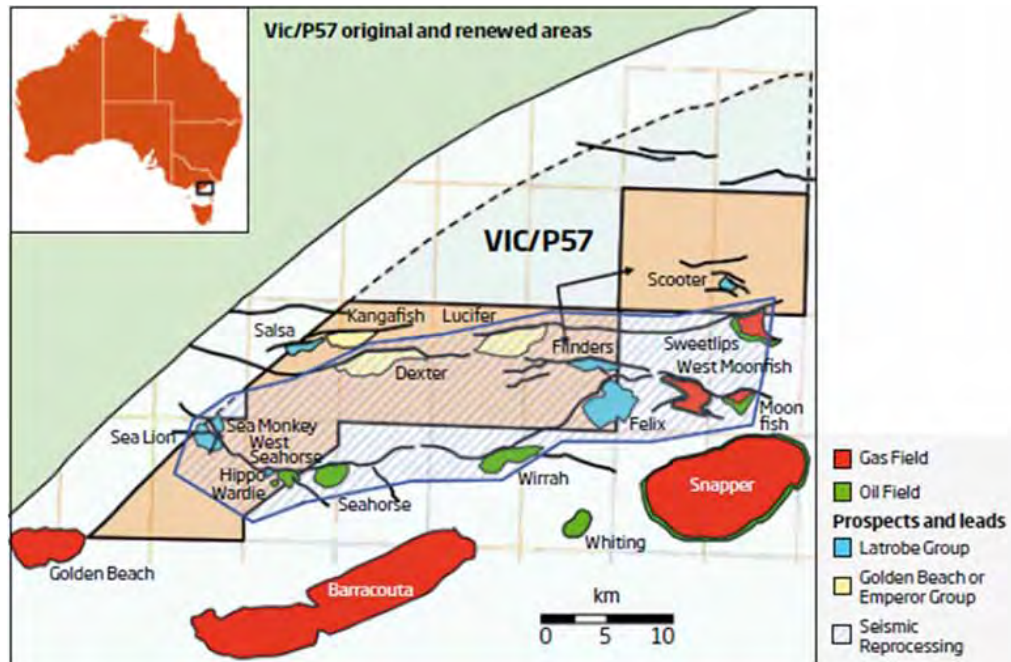 Vic/P57 original and renewed areas
VIC/P57
Scooter
Kangafish
Lucifer
Salsa
Flinders
Sweetlips
West Moonfish
Dexter
Moon
fish
Felix
Sea Lion
Sea Monkey
West
Seahorse
Hippo
Wardie
Seahorse
Wirrah
Snapper
Whiting
Golden Beach
Barracouta
km
0 5 10
Gas Field
Oil Field
Prospects and leads
Latrobe Group
Golden Beach or
Emperor Group
Seismic
Reprocessing